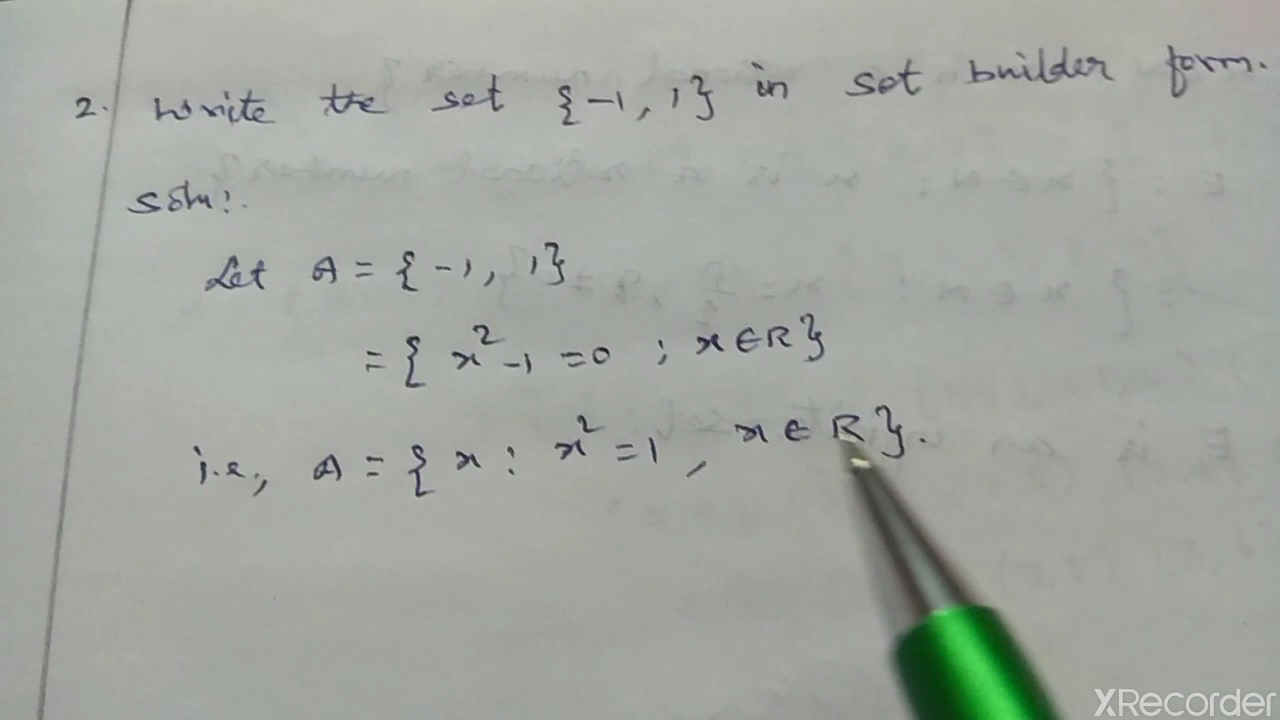 2. Write the set {-1, 1} in set builder form.
Soln:
Let A = {-1, 1}
= { x² -1 = 0 ; x ∈ R }
i.e., A = { x : x² = 1, x ∈ R }.
XRecorder